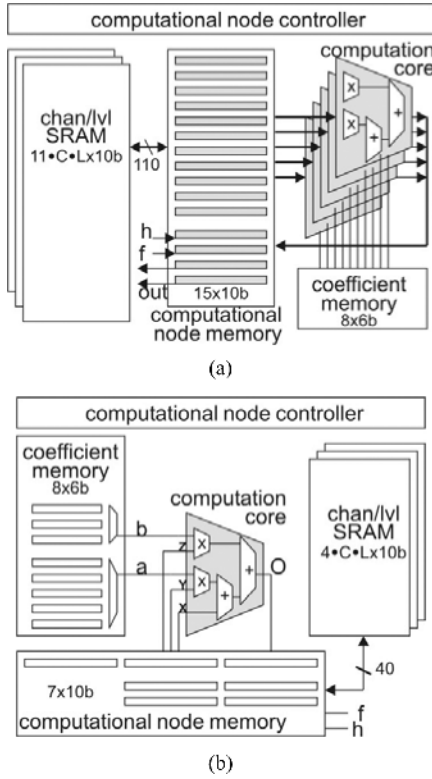 computational node controller
computation
core
chan/lvl
SRAM
11•C•Lx10b
110
x
+
x
+
h
f
out
15x10b
computational
node memory
coefficient
memory
8x6b
(a)
computational node controller
coefficient
memory
8x6b
computation
core
chan/lvl
SRAM
4•C•Lx10b
b
z
x
+
O
a
Y
x
+
X
40
7x10b
computational node memory
f
h
(b)